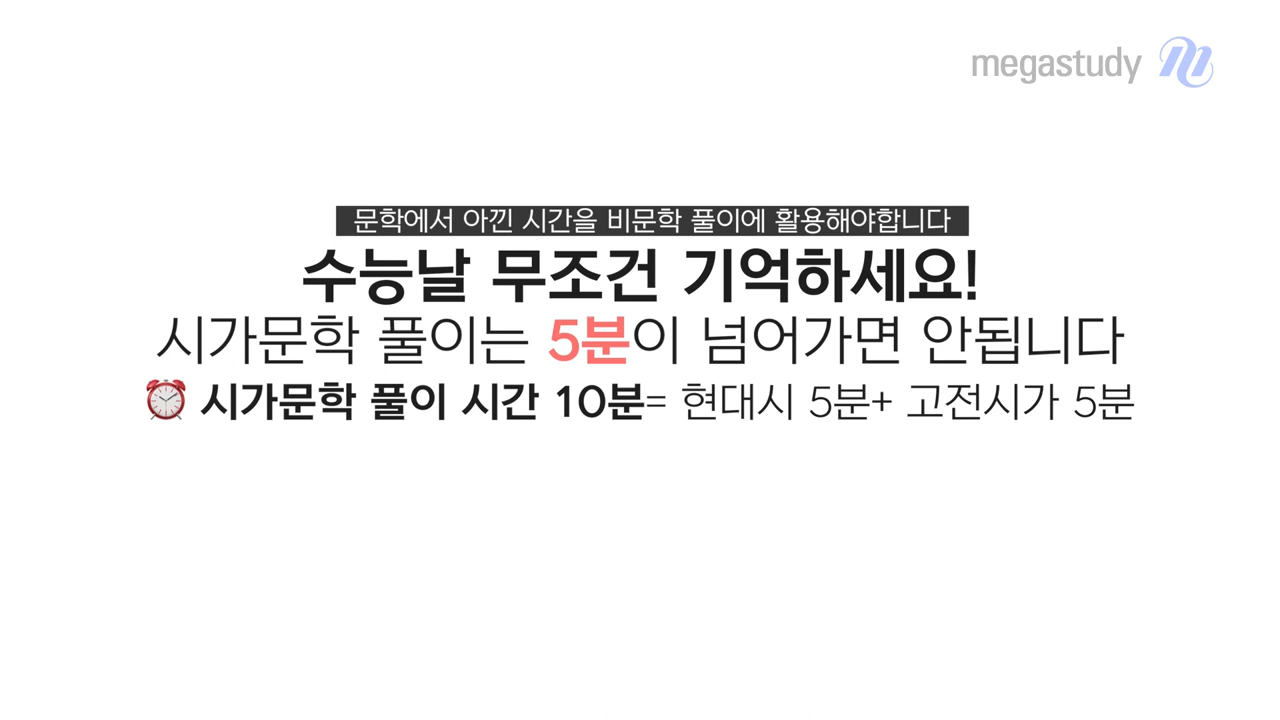 megastudy
문학에서 아낀 시간을 비문학 풀이에 활용해야합니다
수능날 무조건 기억하세요!
시가문학 풀이는 5분이 넘어가면 안됩니다
⏰ 시가문학 풀이 시간 10분= 현대시 5분+ 고전시가 5분